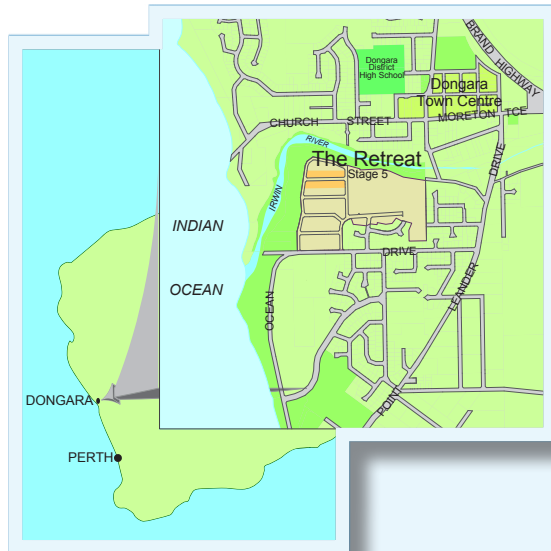 BRAND HIGHWAY
Dongara
District
High School
Dongara
Town Centre
MORETON TCE
CHURCH STREET
RIVER
The Retreat
Stage 5
DRIVE
IRWIN
INDIAN
OCEAN
DRIVE
OCEAN
LEANDER
POINT
DONGARA
PERTH